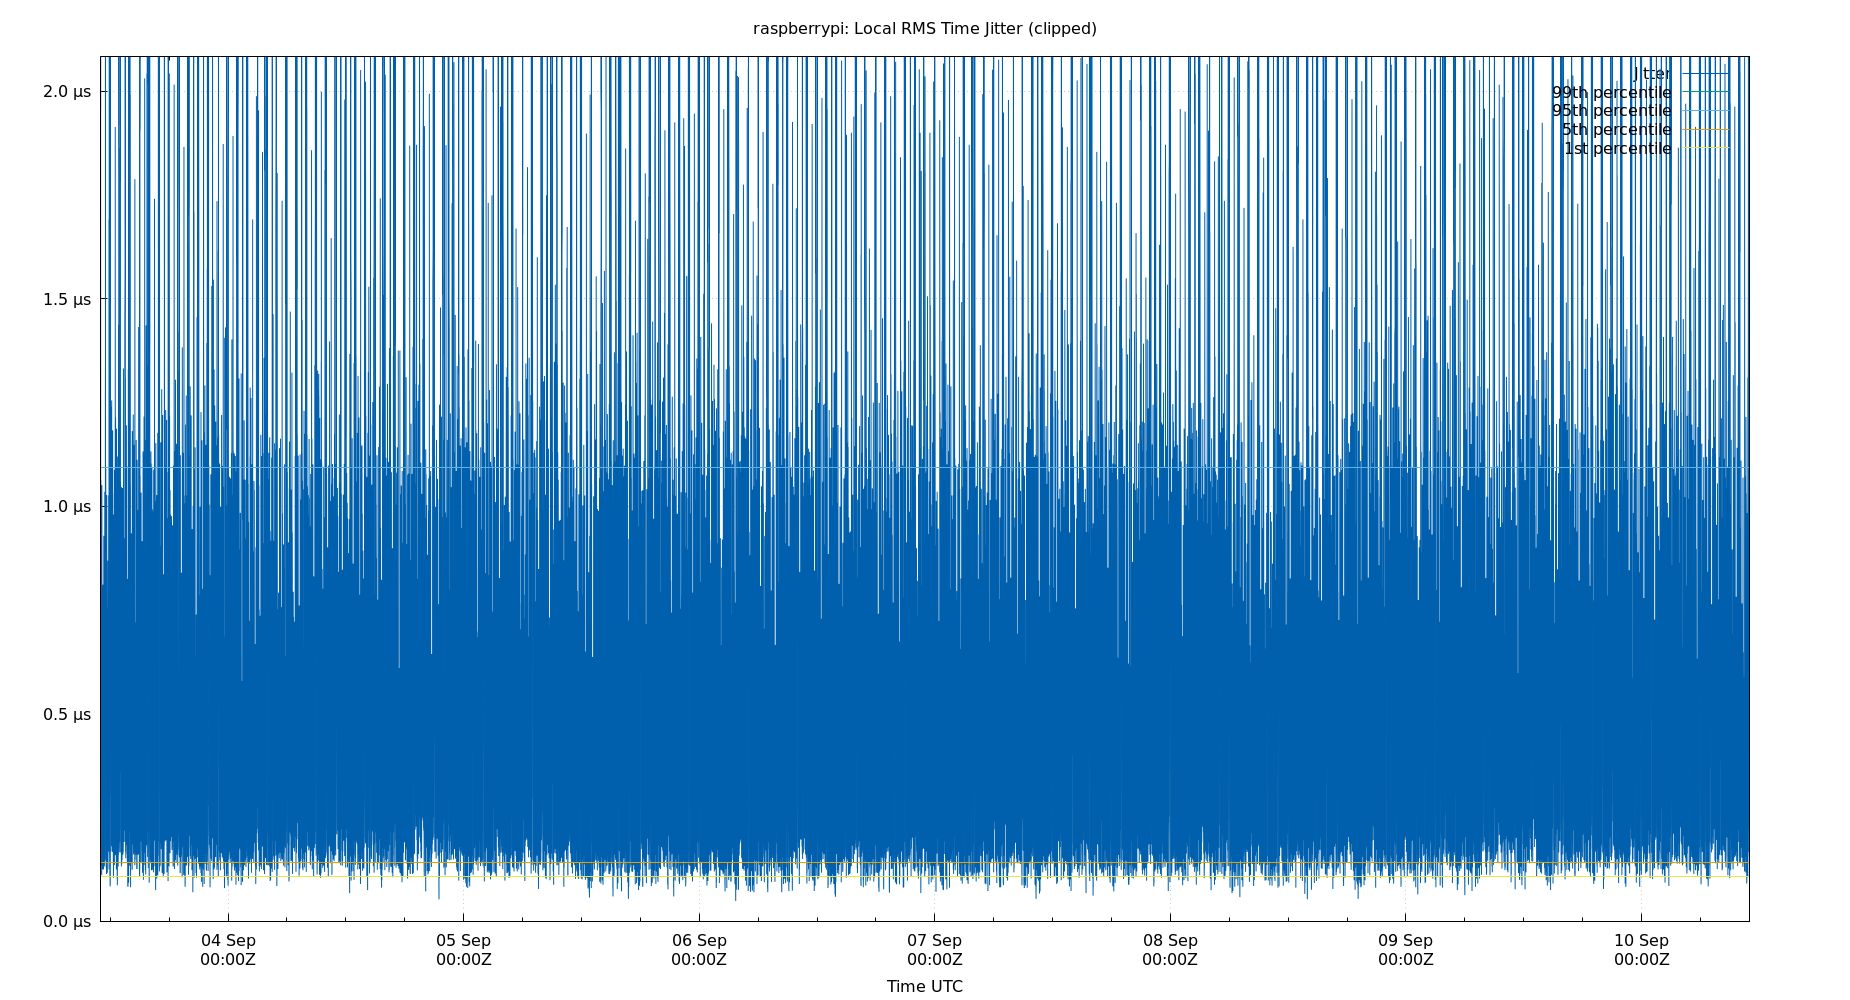 raspberrypi: Local RMS Time Jitter (clipped)
2.0 μs
1.5 μs
1.0 μs
0.5 μs
0.0 μs
Jitter
99th percentile
95th percentile
5th percentile
1st percentile
04 Sep 05 Sep 06 Sep 07 Sep 08 Sep 09 Sep 10 Sep
00:00Z 00:00Z 00:00Z 00:00Z 00:00Z 00:00Z 00:00Z
Time UTC